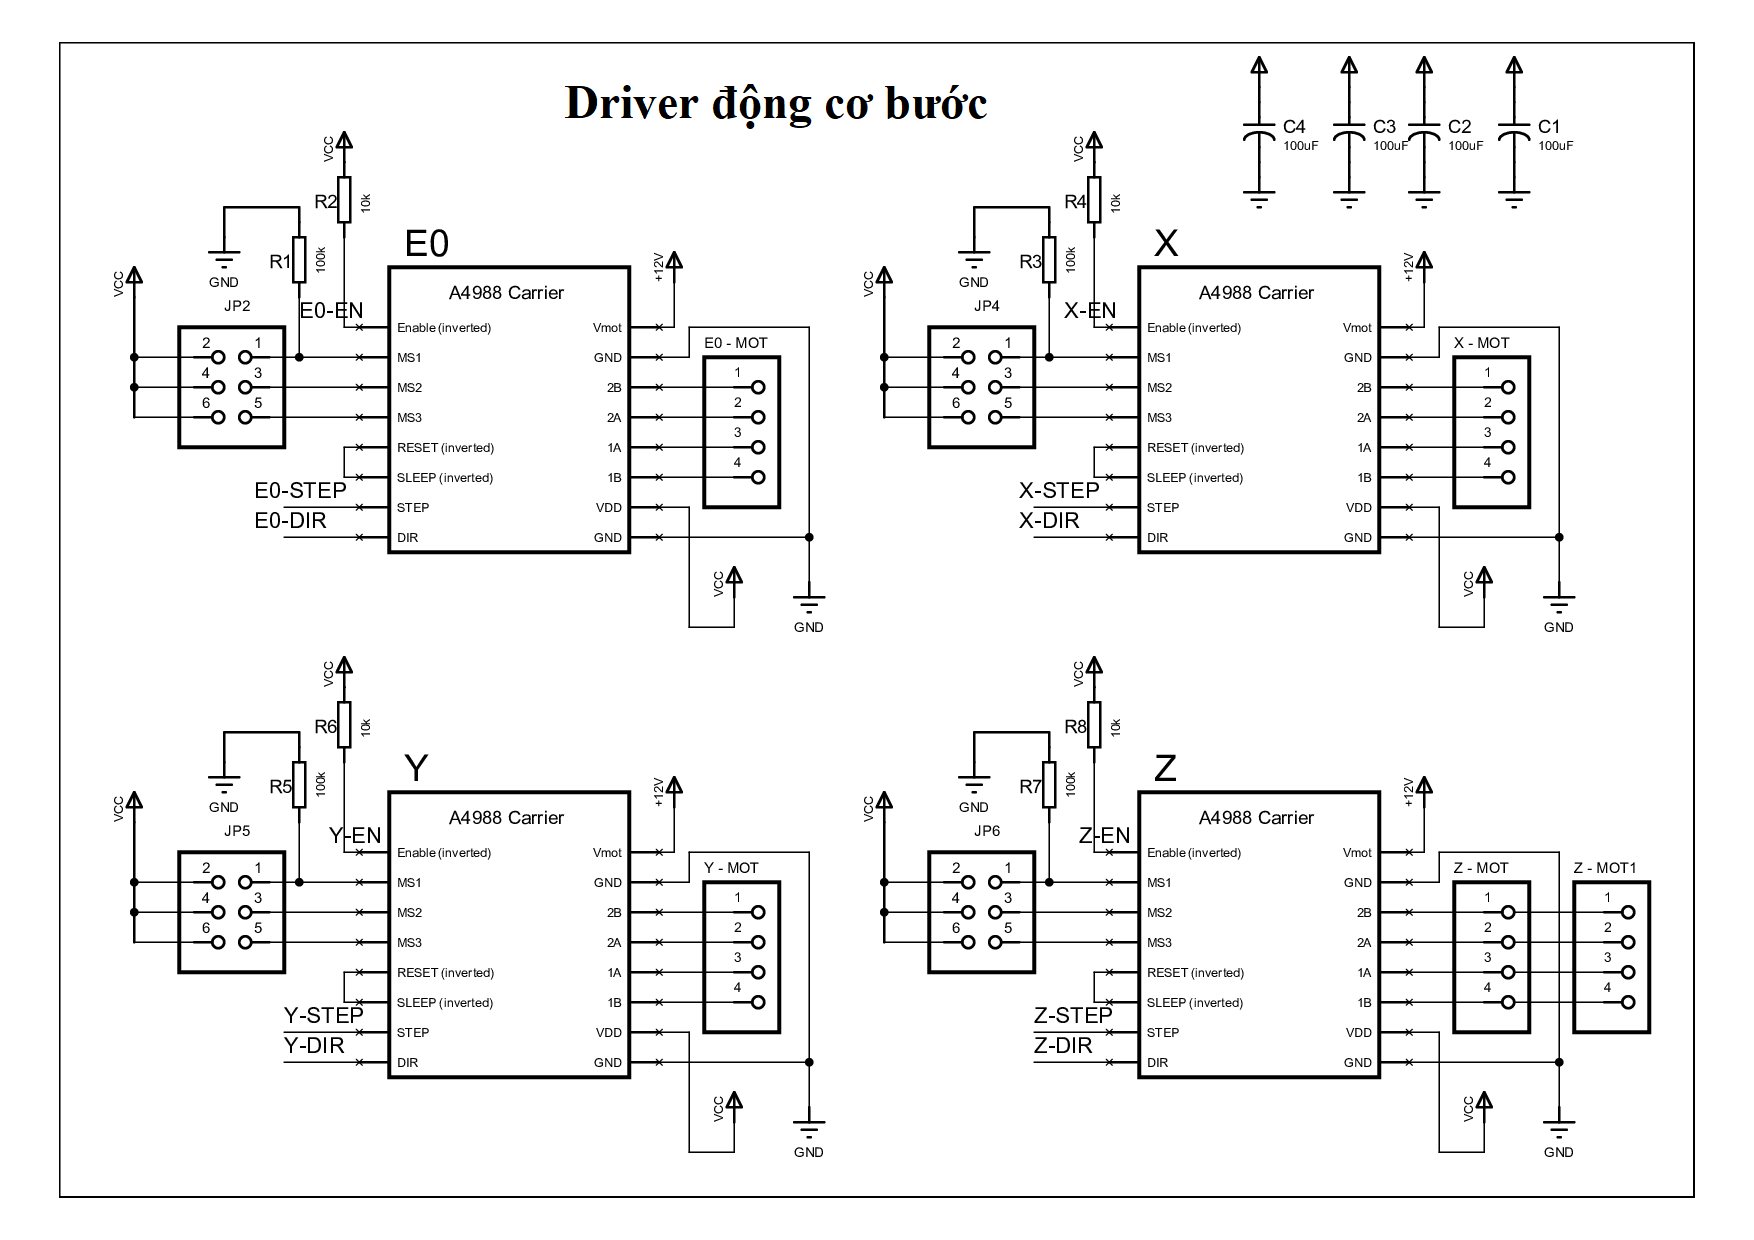 Driver động cơ bước
C4
100uF
C3
100uF
C2
100uF
C1
100uF
VCC
R2
10k
R1
100k
GND
VCC
JP2
E0-EN
E0
A4988 Carrier
+12V
Enable (inverted)
MS1
MS2
MS3
RESET (inverted)
SLEEP (inverted)
STEP
DIR
Vmot
GND
2B
2A
1A
1B
VDD
GND
2 1
4 3
6 5
E0-STEP
E0-DIR
E0 - MOT
1
2
3
4
VCC
GND
VCC
R4
10k
R3
100k
GND
VCC
JP4
X-EN
X
A4988 Carrier
+12V
Enable (inverted)
MS1
MS2
MS3
RESET (inverted)
SLEEP (inverted)
STEP
DIR
Vmot
GND
2B
2A
1A
1B
VDD
GND
2 1
4 3
6 5
X-STEP
X-DIR
X - MOT
1
2
3
4
VCC
GND
VCC
R6
10k
R5
100k
GND
VCC
JP5
Y-EN
Y
A4988 Carrier
+12V
Enable (inverted)
MS1
MS2
MS3
RESET (inverted)
SLEEP (inverted)
STEP
DIR
Vmot
GND
2B
2A
1A
1B
VDD
GND
2 1
4 3
6 5
Y-STEP
Y-DIR
Y - MOT
1
2
3
4
VCC
GND
VCC
R8
10k
R7
100k
GND
VCC
JP6
Z-EN
Z
A4988 Carrier
+12V
Enable (inverted)
MS1
MS2
MS3
RESET (inverted)
SLEEP (inverted)
STEP
DIR
Vmot
GND
2B
2A
1A
1B
VDD
GND
2 1
4 3
6 5
Z-STEP
Z-DIR
Z - MOT
1
2
3
4
Z - MOT1
1
2
3
4
VCC
GND